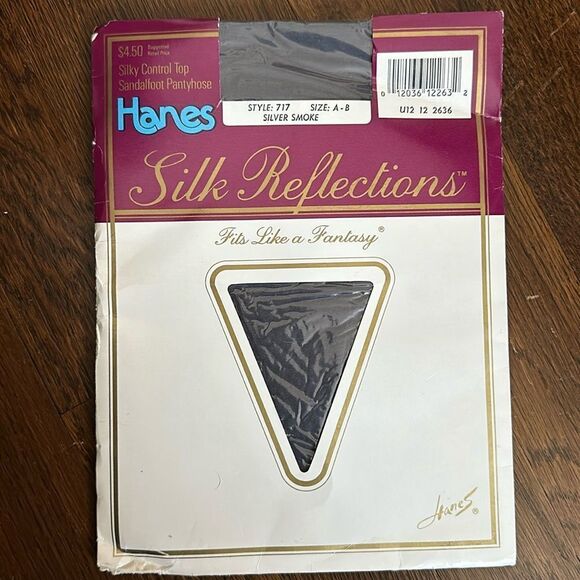 $4.50 Suggested Retail Price
Silky Control Top
Sandalfoot Pantyhose
Hanes
STYLE: 717 SIZE: A-B
SILVER SMOKE
0 12036 12263 2
U12 12 2636
Silk Reflections™
Fits Like a Fantasy®
Hanes®